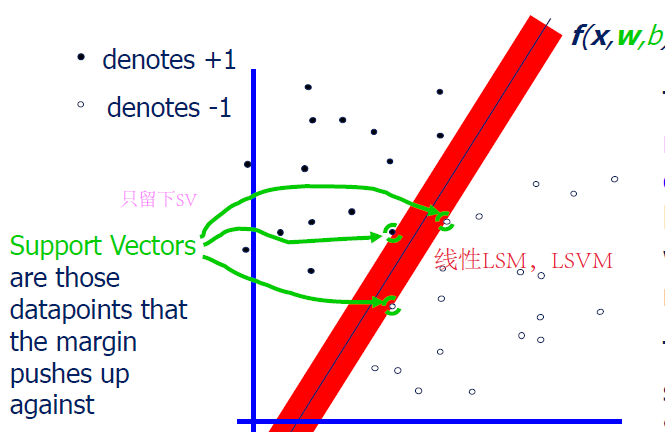 f(x,w,b)
denotes +1
denotes -1
只留下SV
Support Vectors
are those
datapoints that
the margin
pushes up
against
线性LSM，LSVM